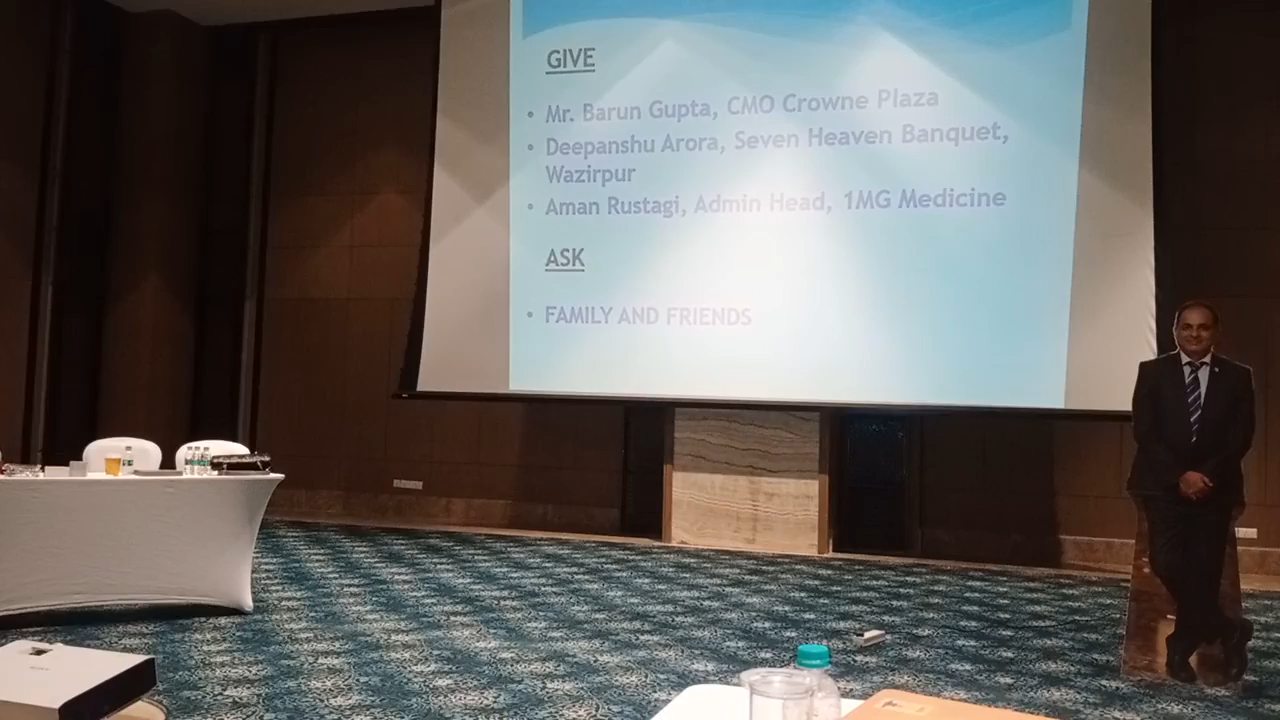 GIVE
• Mr. Barun Gupta, CMO Crowne Plaza
• Deepanshu Arora, Seven Heaven Banquet,
Wazirpur
• Aman Rustagi, Admin Head, 1MG Medicine
ASK
• FAMILY AND FRIENDS